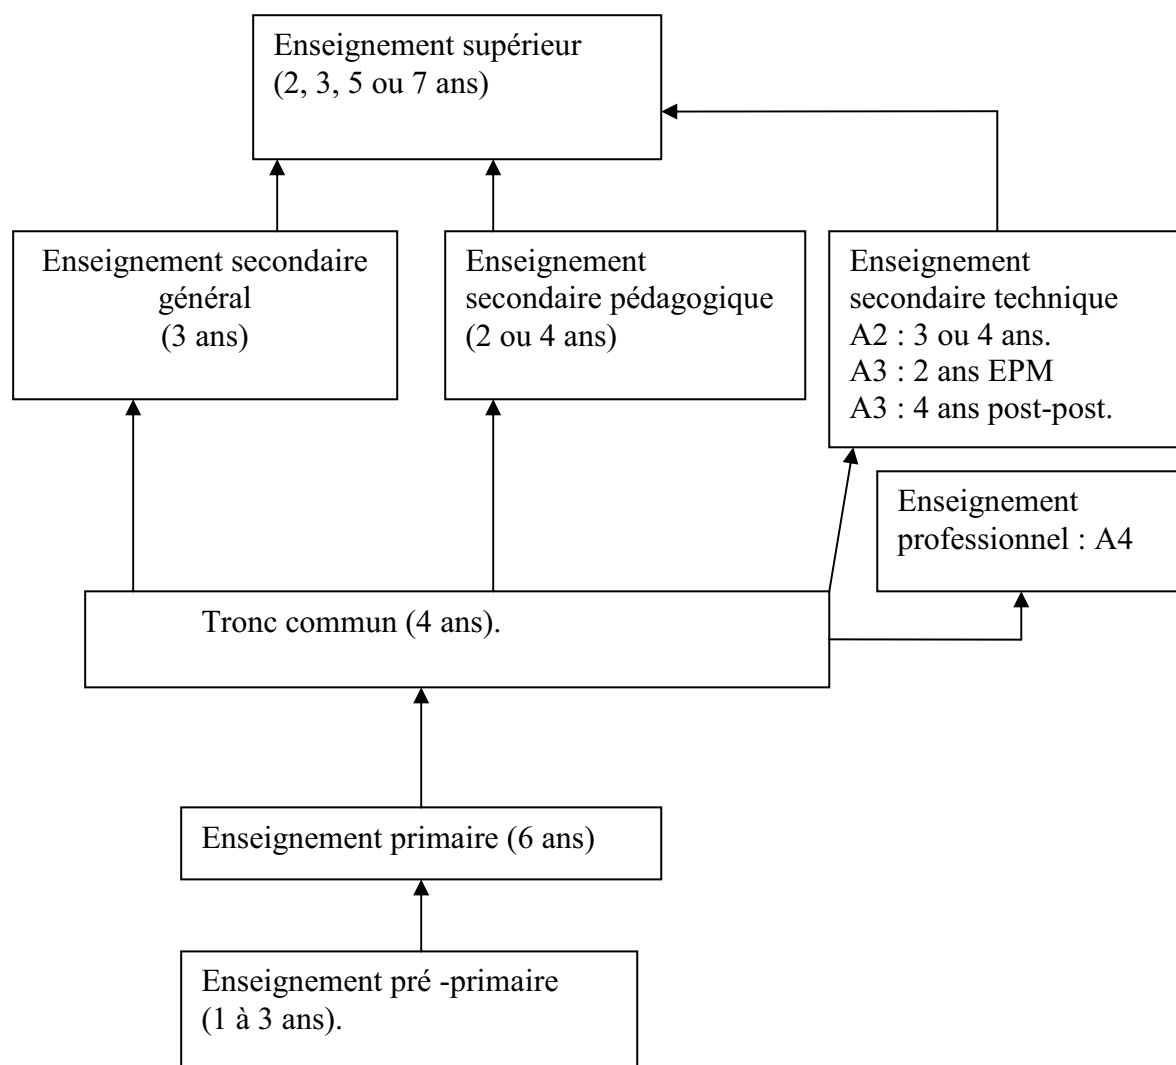 Enseignement supérieur
(2, 3, 5 ou 7 ans)
Enseignement secondaire
général
(3 ans)
Enseignement
secondaire pédagogique
(2 ou 4 ans)
Enseignement
secondaire technique
A2 : 3 ou 4 ans.
A3 : 2 ans EPM
A3 : 4 ans post-post.
Enseignement
professionnel : A4
Tronc commun (4 ans).
Enseignement primaire (6 ans)
Enseignement pré -primaire
(1 à 3 ans).